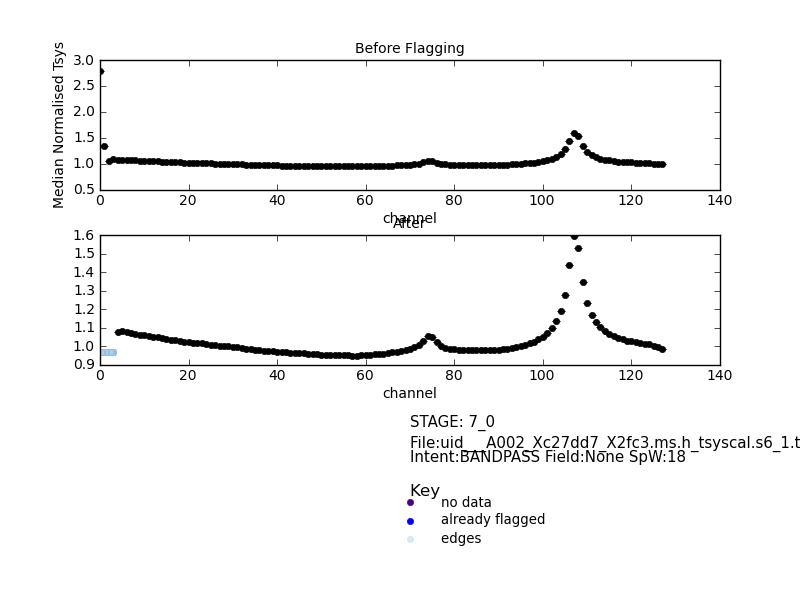 Before Flagging
Median Normalised Tsys
3.0
2.5
2.0
1.5
1.0
0.5
0 20 40 60 80 100 120 140
channel
After
1.6
1.5
1.4
1.3
1.2
1.1
1.0
0.9
0 20 40 60 80 100 120 140
channel
STAGE: 7_0
File:uid___A002_Xc27dd7_X2fc3.ms.h_tsyscal.s6_1.t
Intent:BANDPASS Field:None SpW:18
Key
no data
already flagged
edges